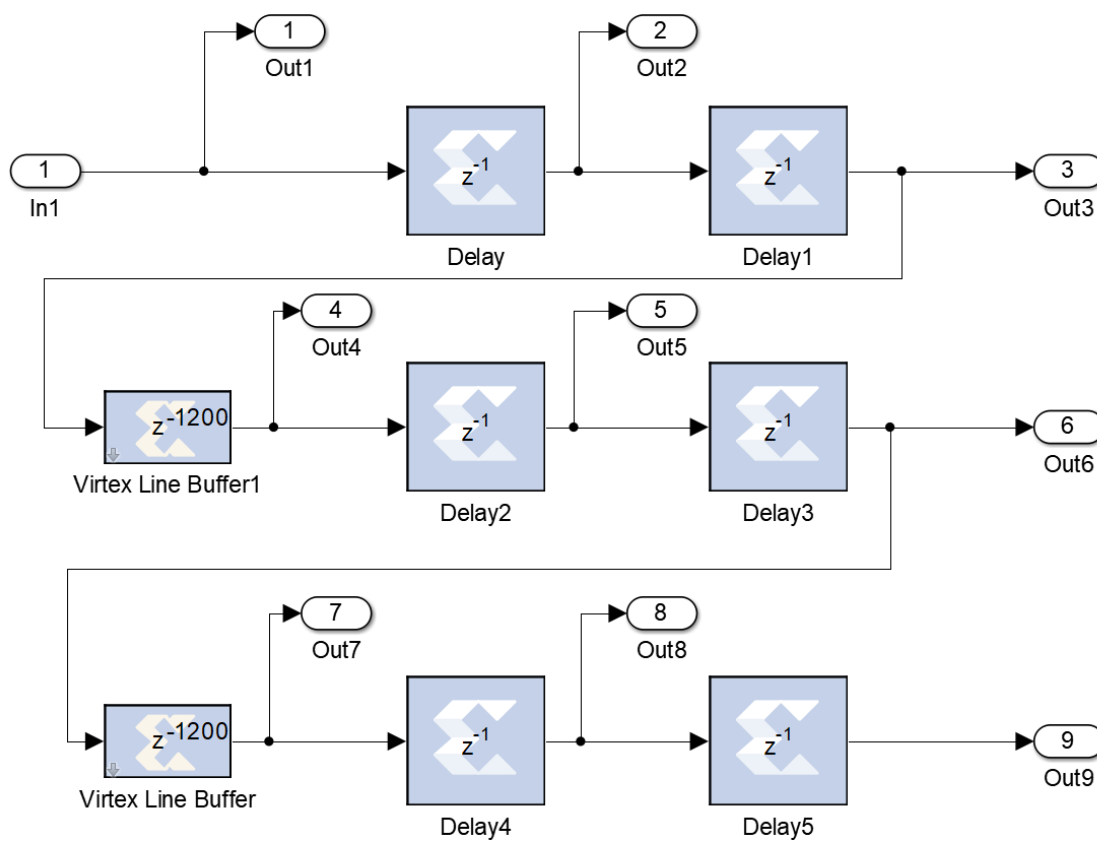 1
Out1
2
Out2
1
In1
z-1
Delay
z-1
Delay1
3
Out3
4
Out4
5
Out5
z-1200
Virtex Line Buffer1
z-1
Delay2
z-1
Delay3
6
Out6
7
Out7
8
Out8
z-1200
Virtex Line Buffer
z-1
Delay4
z-1
Delay5
9
Out9